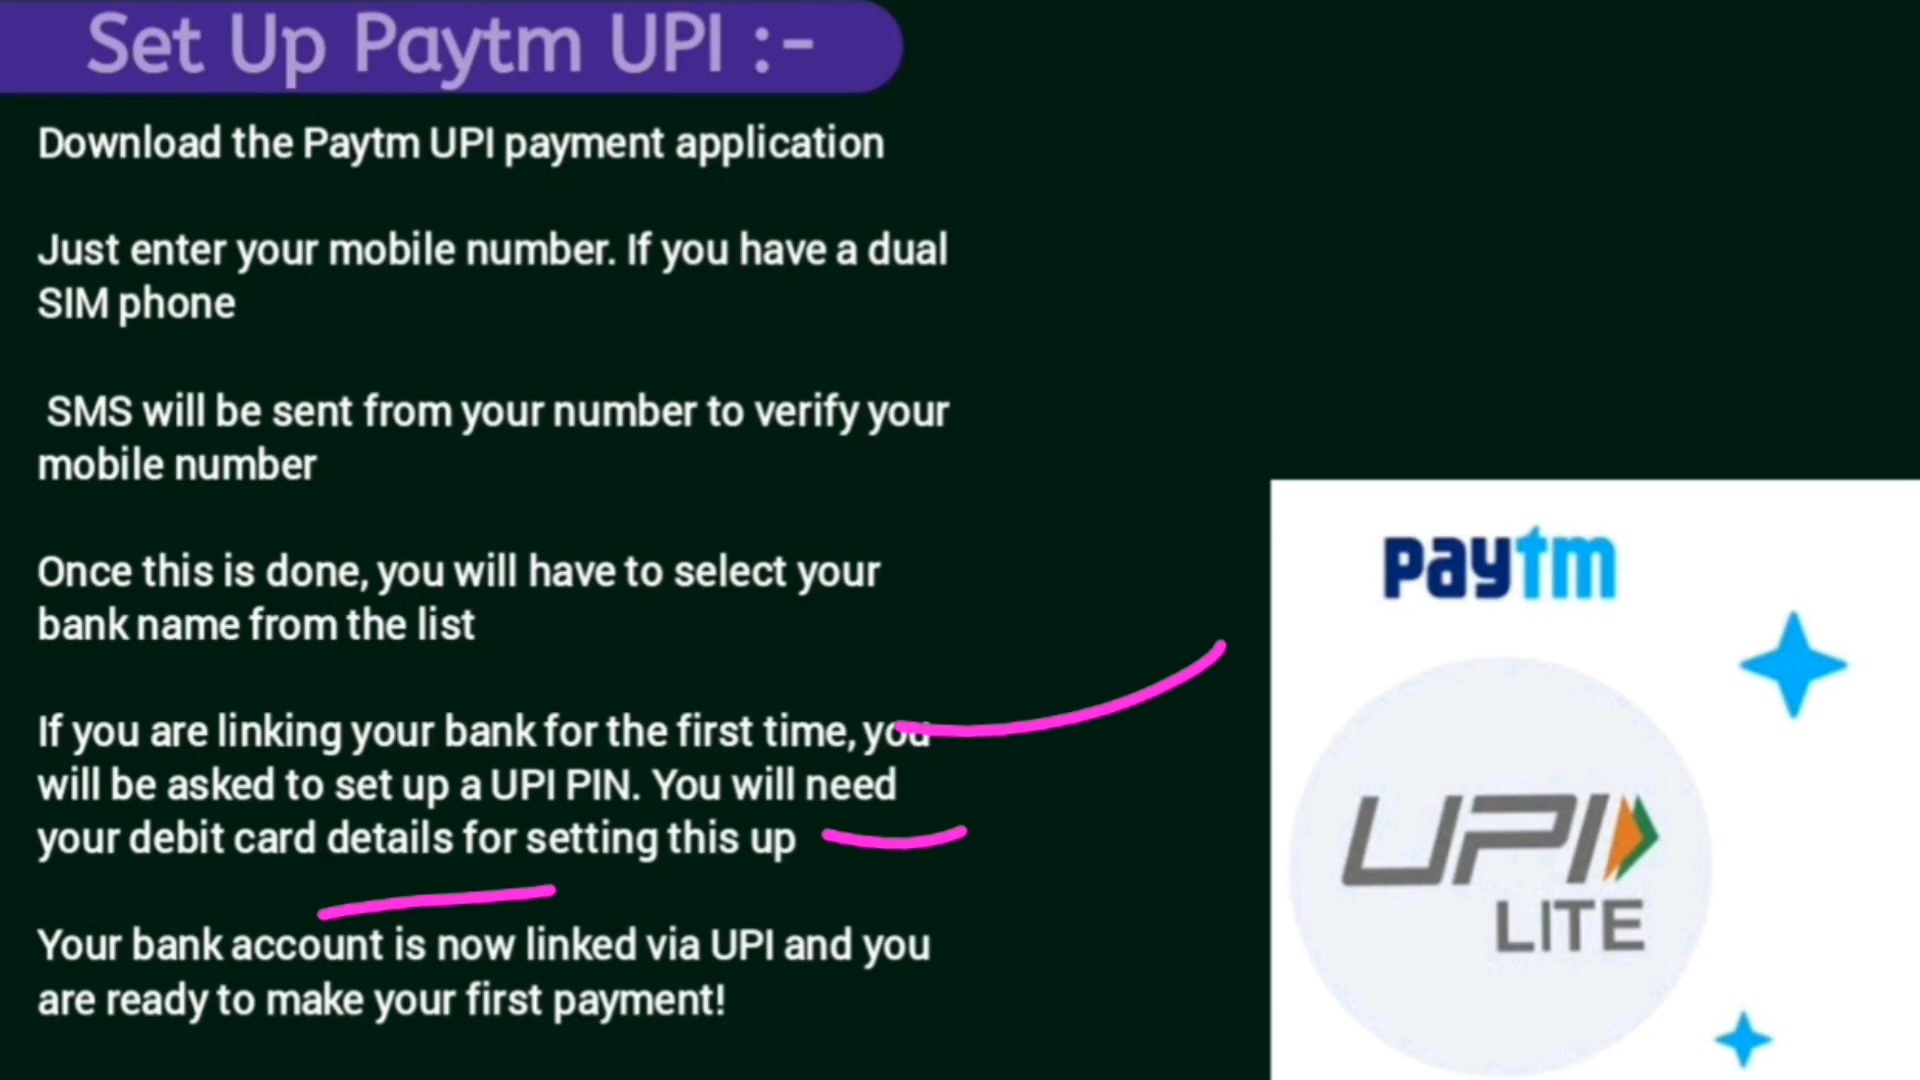 Set Up Paytm UPI :-
Download the Paytm UPI payment application
Just enter your mobile number. If you have a dual
SIM phone
SMS will be sent from your number to verify your
mobile number
Once this is done, you will have to select your
bank name from the list
If you are linking your bank for the first time, you
will be asked to set up a UPI PIN. You will need
your debit card details for setting this up
Your bank account is now linked via UPI and you
are ready to make your first payment!
paytm
UPI
LITE